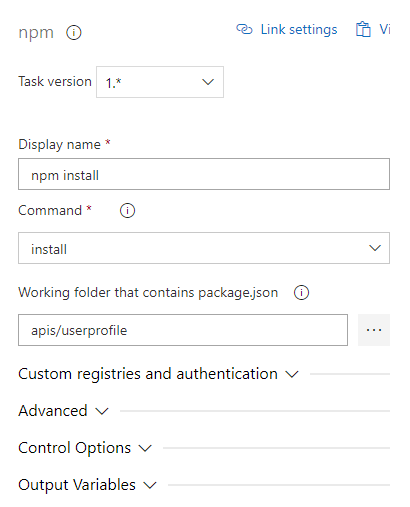 npm Link settings
Task version 1.*
Display name *
npm install
Command *
install
Working folder that contains package.json
apis/userprofile
...
Custom registries and authentication
Advanced
Control Options
Output Variables